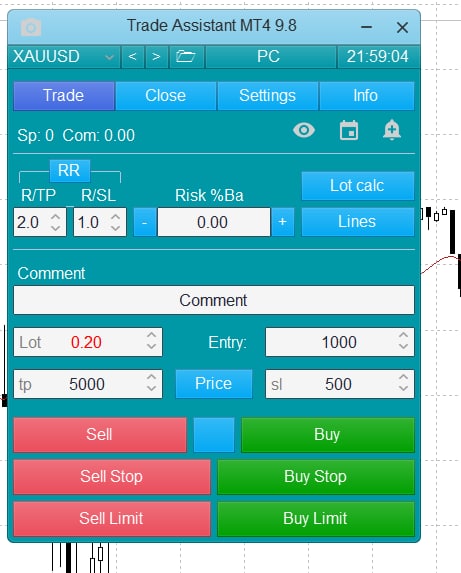 Trade Assistant MT4 9.8
XAUUSD < > PC 21:59:04
Trade Close Settings Info
Sp: 0 Com: 0.00
RR
R/TP R/SL Risk %Ba Lot calc
2.0 1.0 - 0.00 + Lines
Comment
Comment
Lot 0.20 Entry: 1000
tp 5000 Price sl 500
Sell Buy
Sell Stop Buy Stop
Sell Limit Buy Limit